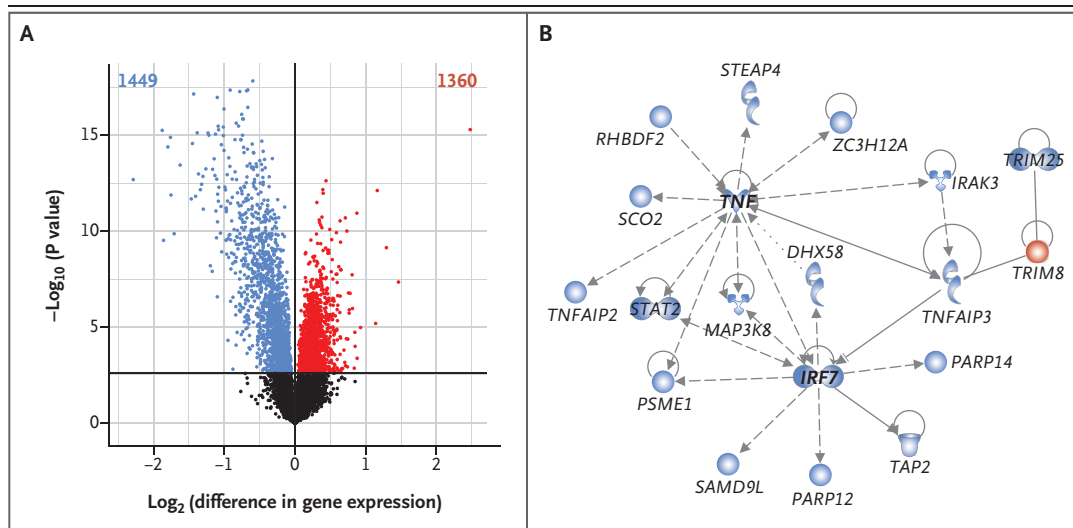 A
1449
1360
15
10
5
0
−Log10 (P value)
−2
−1
0
1
2
Log2 (difference in gene expression)
B
STEAP4
RHBDF2
ZC3H12A
TRIM25
IRAK3
TNF
SCO2
DHX58
TRIM8
TNFAIP2
STAT2
MAP3K8
TNFAIP3
IRF7
PARP14
PSME1
TAP2
SAMD9L
PARP12